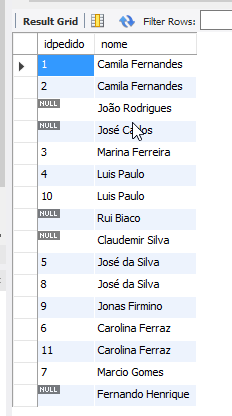 Result Grid Filter Rows:
idpedido nome
1 Camila Fernandes
2 Camila Fernandes
NULL João Rodrigues
NULL José Carlos
3 Marina Ferreira
4 Luis Paulo
10 Luis Paulo
NULL Rui Biaco
NULL Claudemir Silva
5 José da Silva
8 José da Silva
9 Jonas Firmino
6 Carolina Ferraz
11 Carolina Ferraz
7 Marcio Gomes
NULL Fernando Henrique